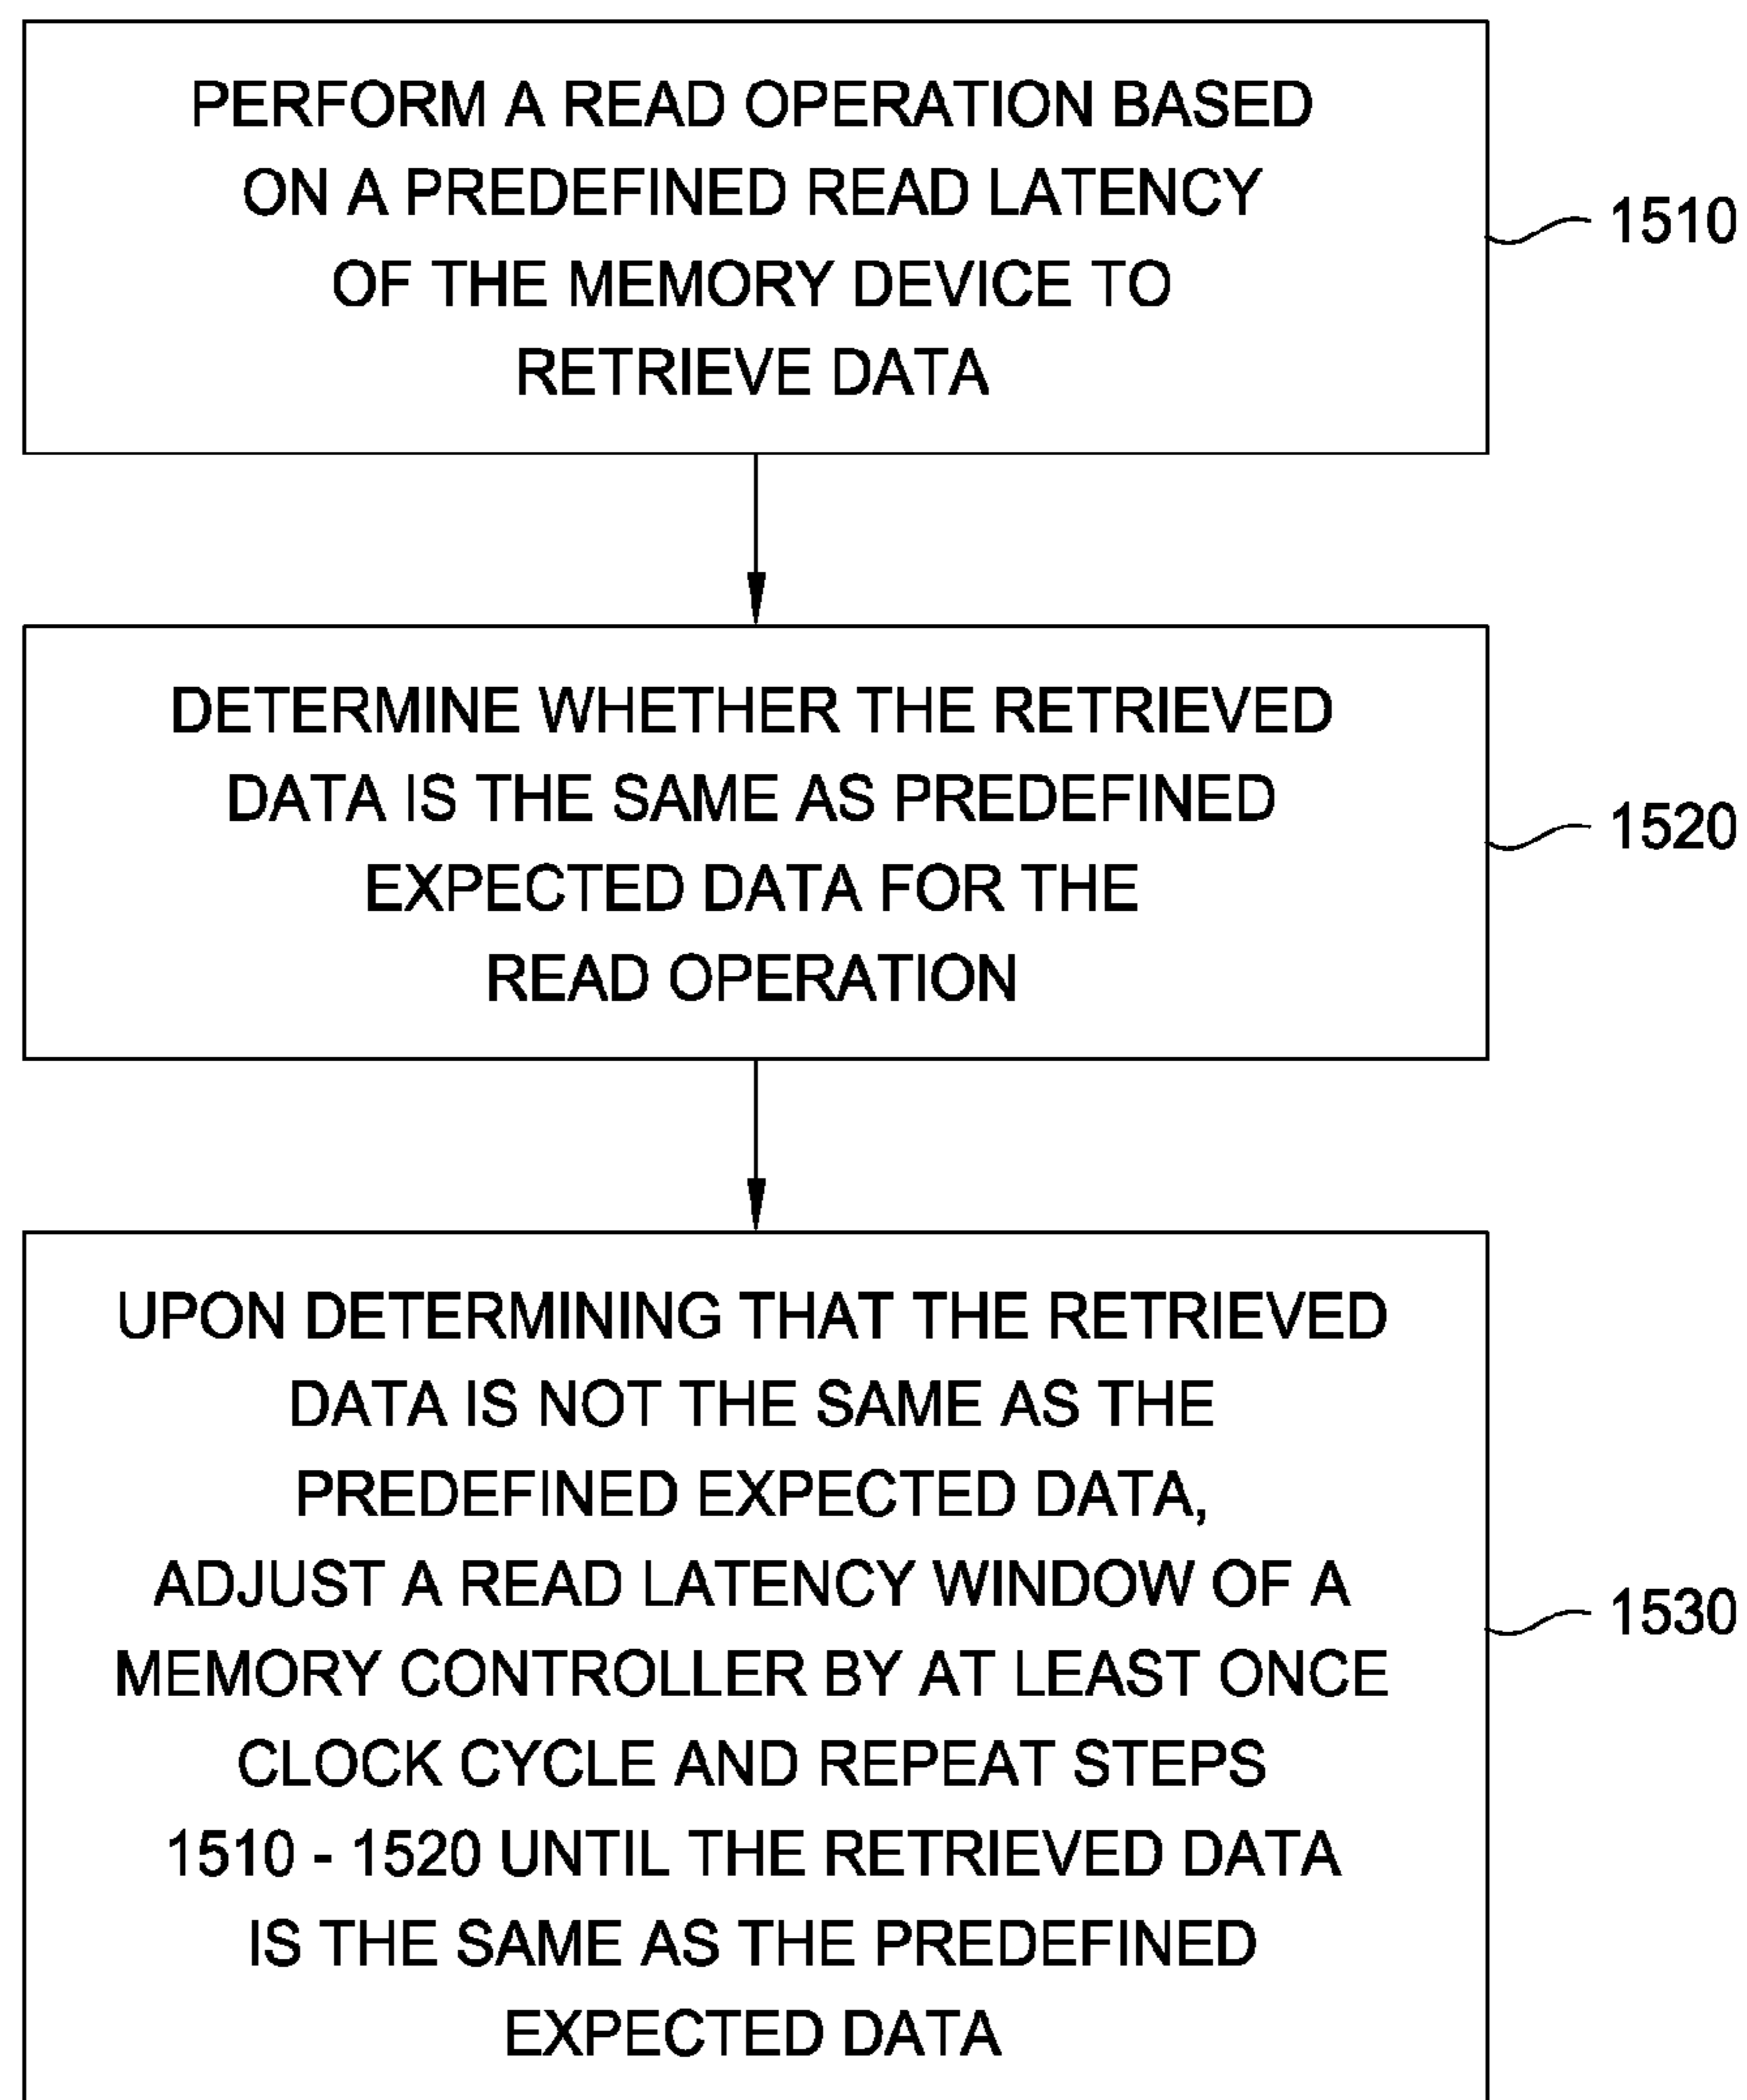 PERFORM A READ OPERATION BASED
ON A PREDEFINED READ LATENCY
OF THE MEMORY DEVICE TO
RETRIEVE DATA
1510
DETERMINE WHETHER THE RETRIEVED
DATA IS THE SAME AS PREDEFINED
EXPECTED DATA FOR THE
READ OPERATION
1520
UPON DETERMINING THAT THE RETRIEVED
DATA IS NOT THE SAME AS THE
PREDEFINED EXPECTED DATA,
ADJUST A READ LATENCY WINDOW OF A
MEMORY CONTROLLER BY AT LEAST ONCE
CLOCK CYCLE AND REPEAT STEPS
1510 - 1520 UNTIL THE RETRIEVED DATA
IS THE SAME AS THE PREDEFINED
EXPECTED DATA
1530